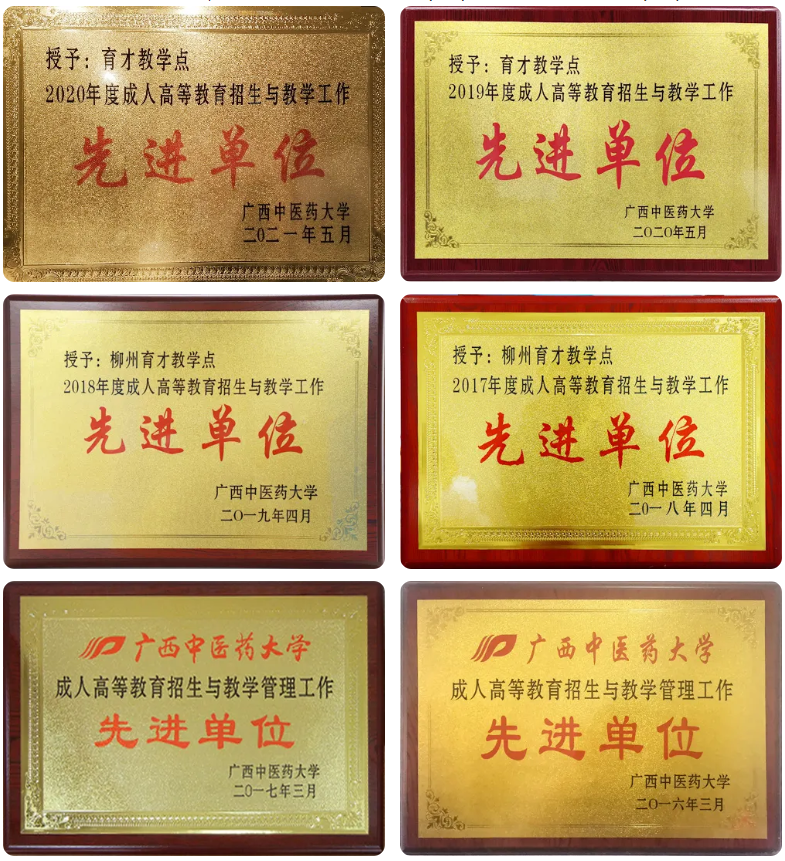 授予：育才教学点
2020年度成人高等教育招生与教学工作
先进单位
广西中医药大学
二〇二一年五月
授予：育才教学点
2019年度成人高等教育招生与教学工作
先进单位
广西中医药大学
二〇二〇年五月
授予：柳州育才教学点
2018年度成人高等教育招生与教学工作
先进单位
广西中医药大学
二〇一九年四月
授予：柳州育才教学点
2017年度成人高等教育招生与教学工作
先进单位
广西中医药大学
二〇一八年四月
广西中医药大学
成人高等教育招生与教学管理工作
先进单位
广西中医药大学
二〇一七年三月
广西中医药大学
成人高等教育招生与教学管理工作
先进单位
广西中医药大学
二〇一六年三月